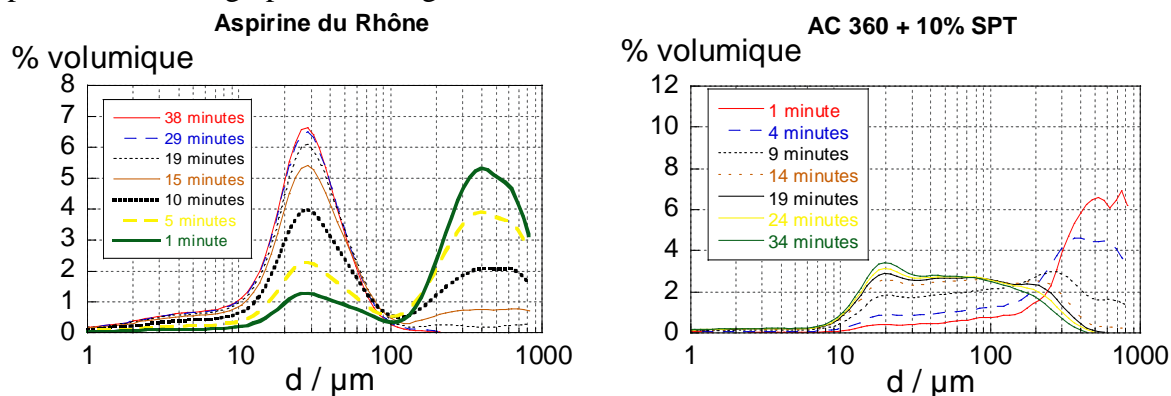 Aspirine du Rhône
% volumique
8
7
6
5
4
3
2
1
0
38 minutes
29 minutes
19 minutes
15 minutes
10 minutes
5 minutes
1 minute
1 10 100 1000
d / µm
AC 360 + 10% SPT
% volumique
12
10
8
6
4
2
0
1 minute
4 minutes
9 minutes
14 minutes
19 minutes
24 minutes
34 minutes
1 10 100 1000
d / µm